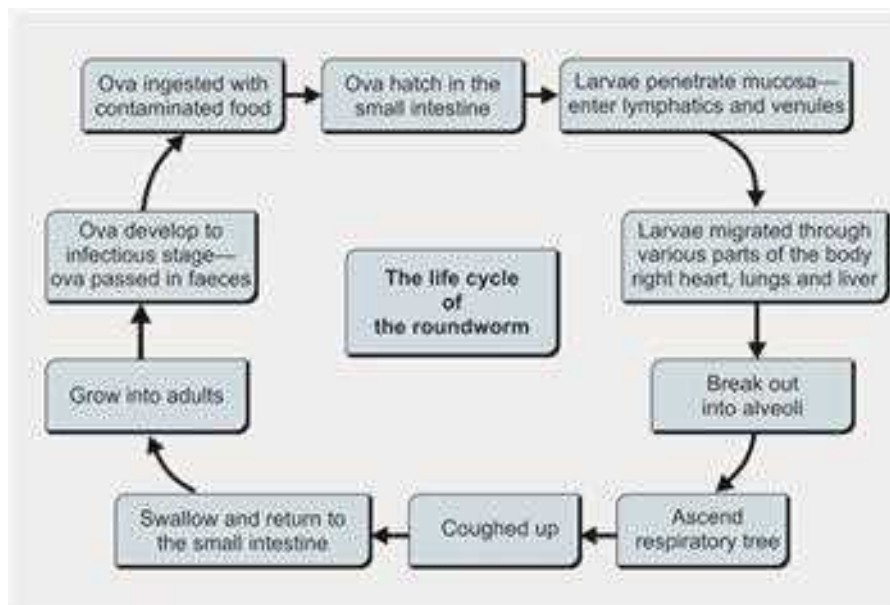 Ova ingested with
contaminated food
Ova hatch in the
small intestine
Larvae penetrate mucosa—
enter lymphatics and venules
Larvae migrated through
various parts of the body
right heart, lungs and liver
Break out
into alveoli
Ascend
respiratory tree
Coughed up
Swallow and return to
the small intestine
Grow into adults
Ova develop to
infectious stage—
ova passed in faeces
The life cycle
of
the roundworm